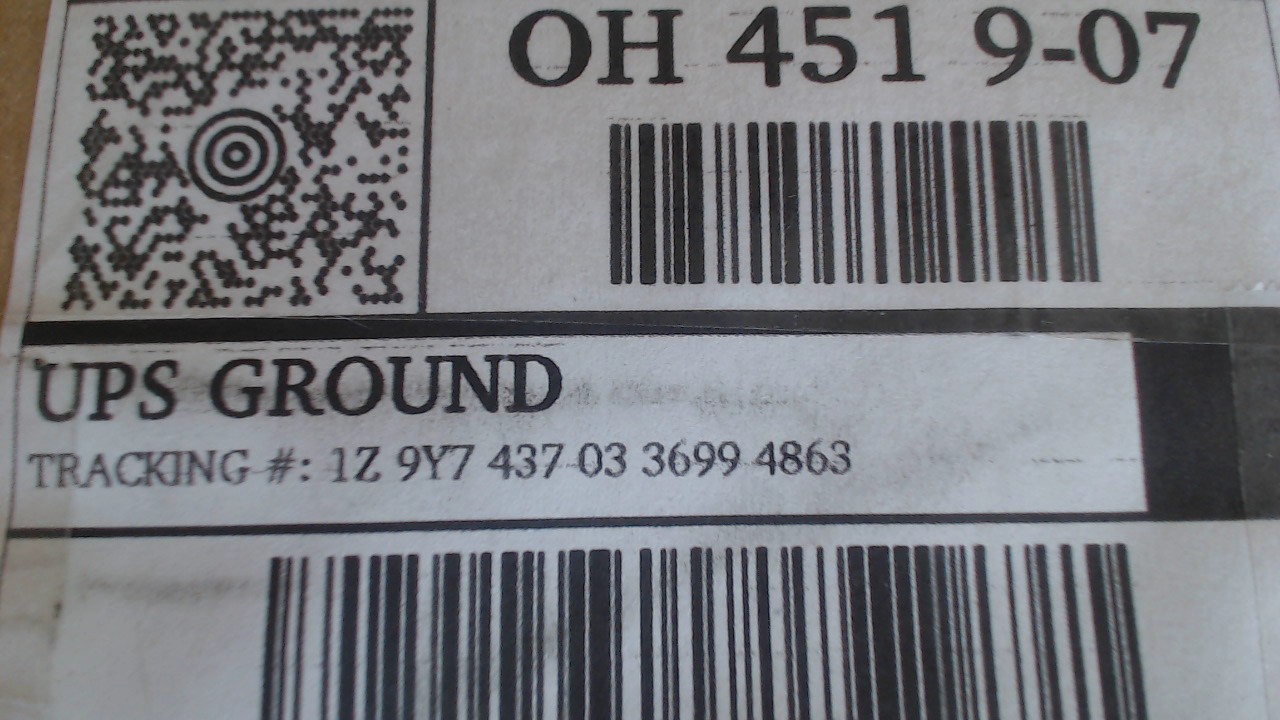 OH 451 9-07
UPS GROUND
TRACKING #: 1Z 9Y7 437 03 3699 4863